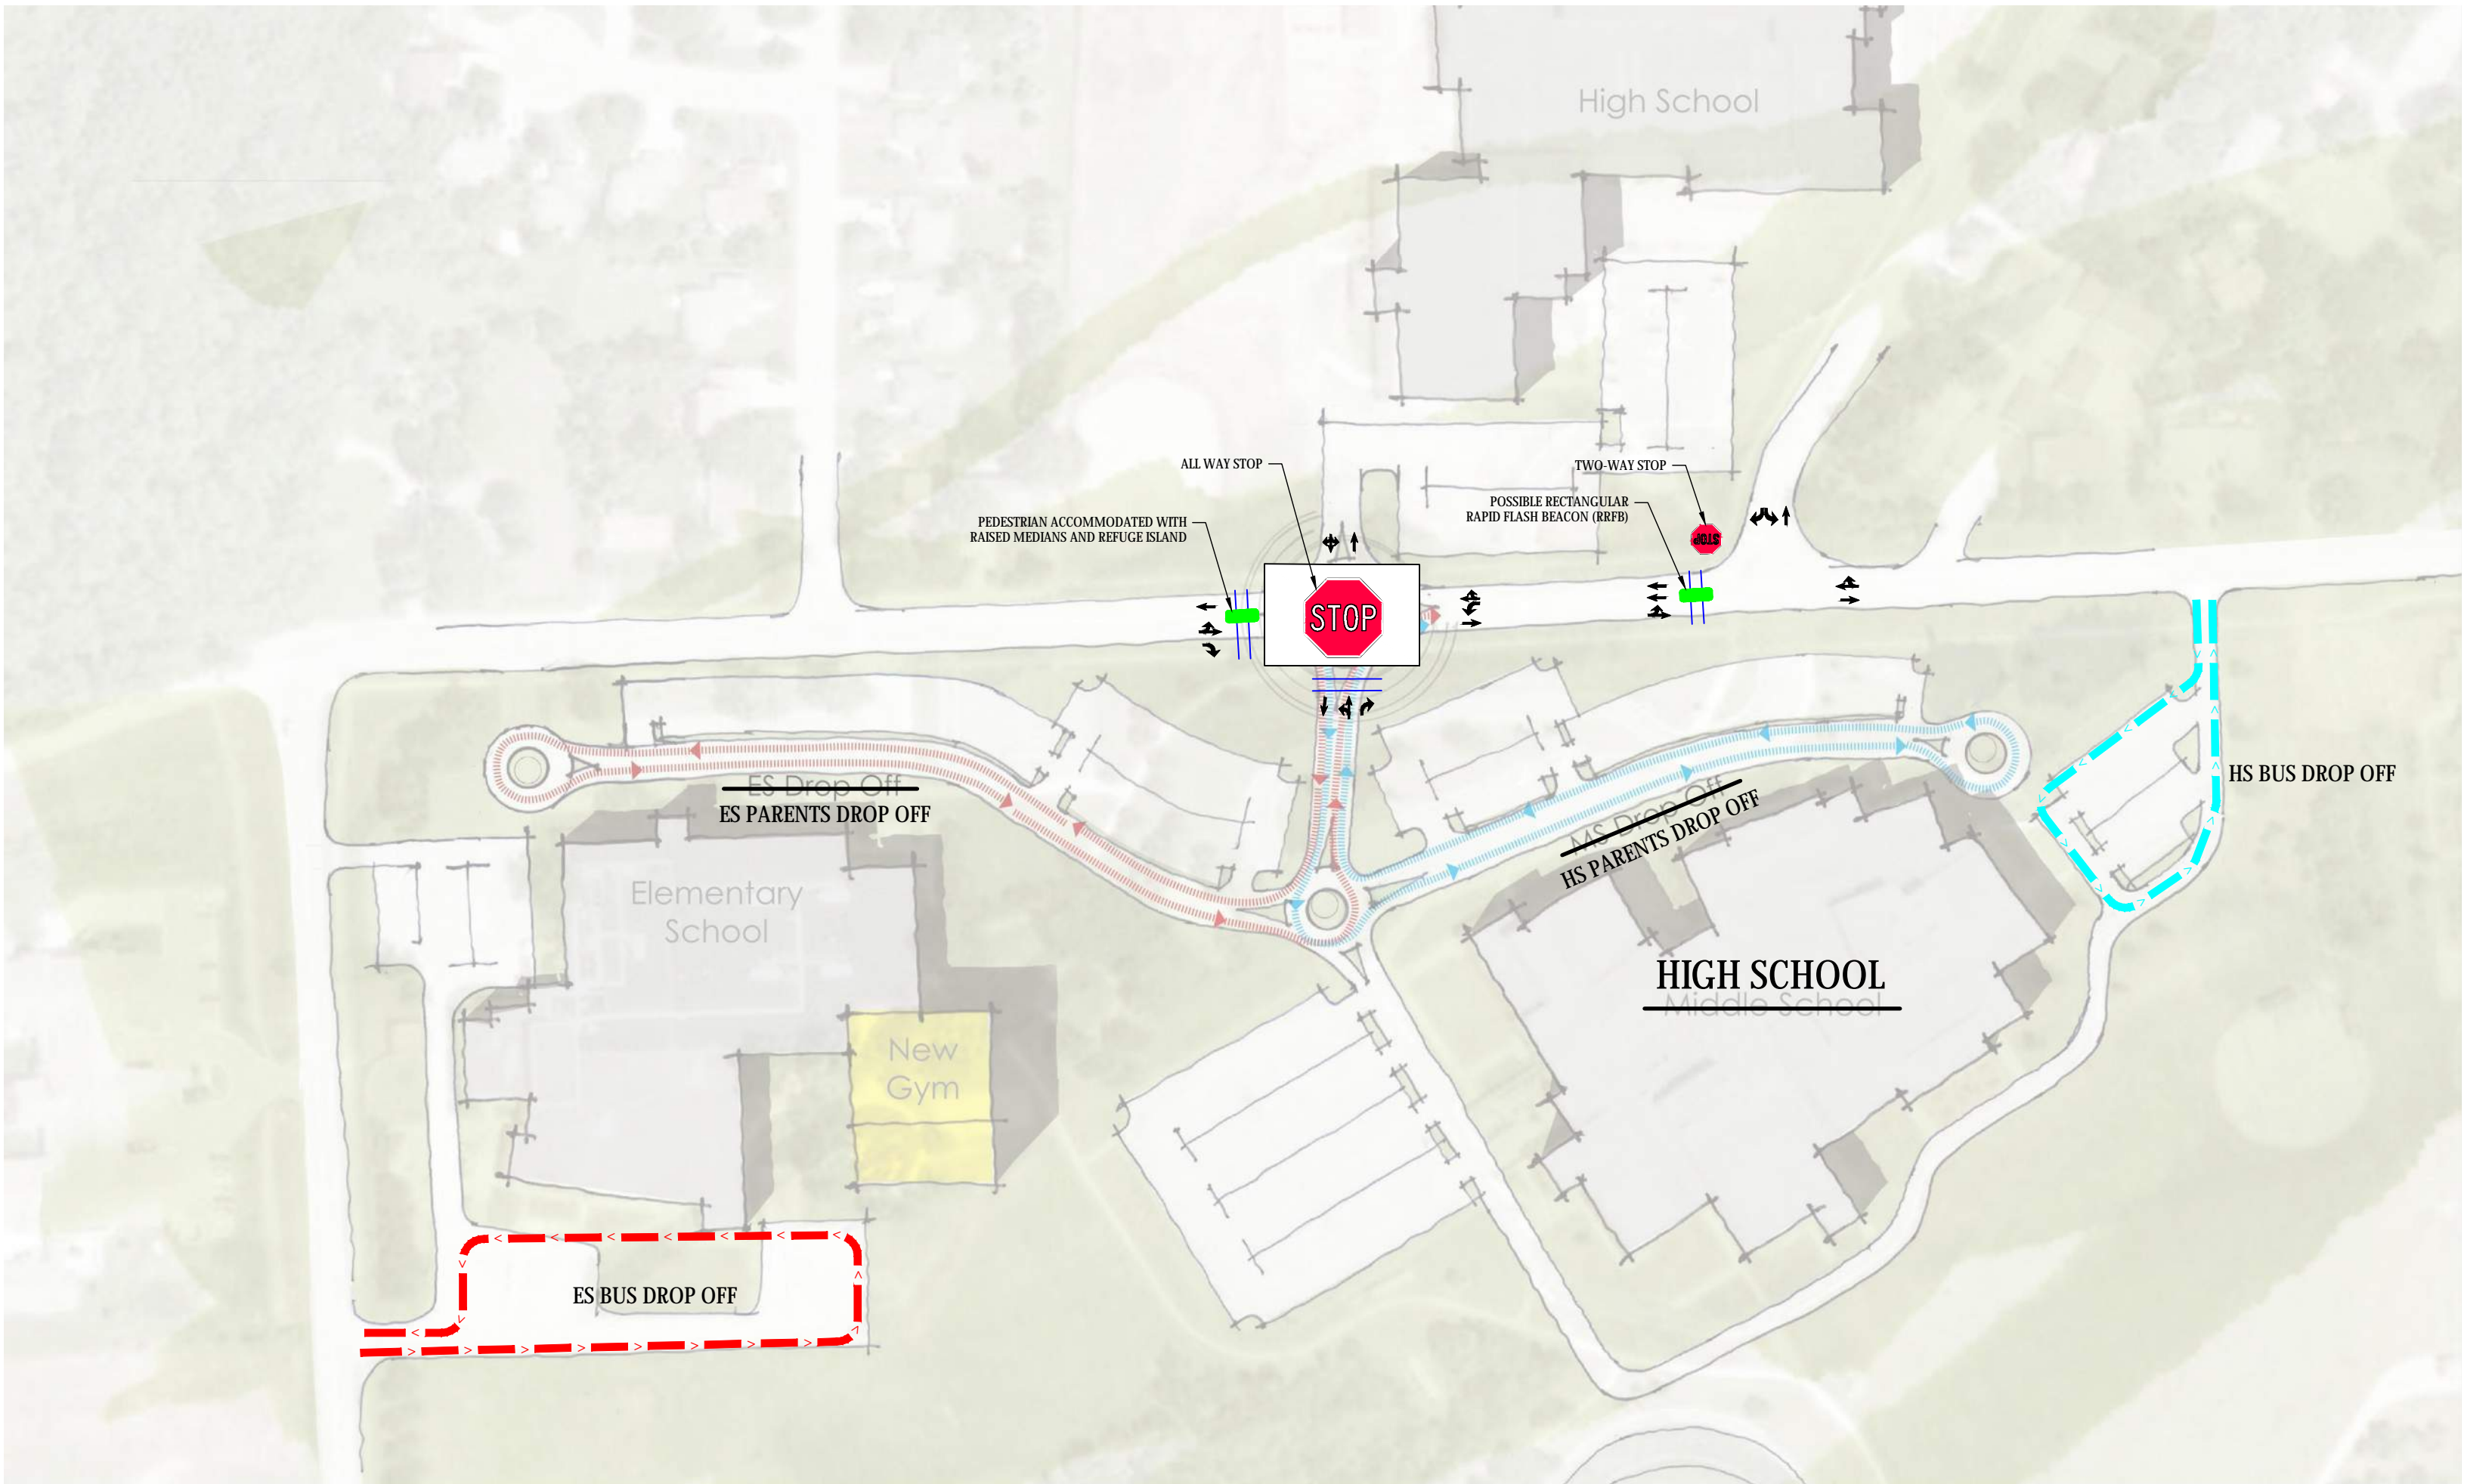 High School
ALL WAY STOP
TWO-WAY STOP
POSSIBLE RECTANGULAR
RAPID FLASH BEACON (RRFB)
PEDESTRIAN ACCOMMODATED WITH
RAISED MEDIANS AND REFUGE ISLAND
STOP
STOP
ES Drop Off
ES PARENTS DROP OFF
MS Drop Off
HS PARENTS DROP OFF
HS BUS DROP OFF
Elementary
School
HIGH SCHOOL
Middle School
New
Gym
ES BUS DROP OFF